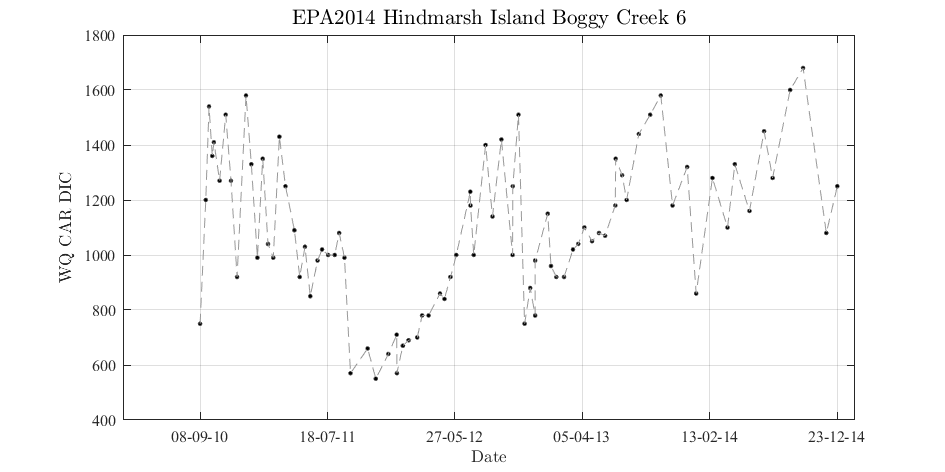 EPA2014 Hindmarsh Island Boggy Creek 6
1800
1600
1400
1200
1000
800
600
400
WQ CAR DIC
08-09-10 18-07-11 27-05-12 05-04-13 13-02-14 23-12-14
Date